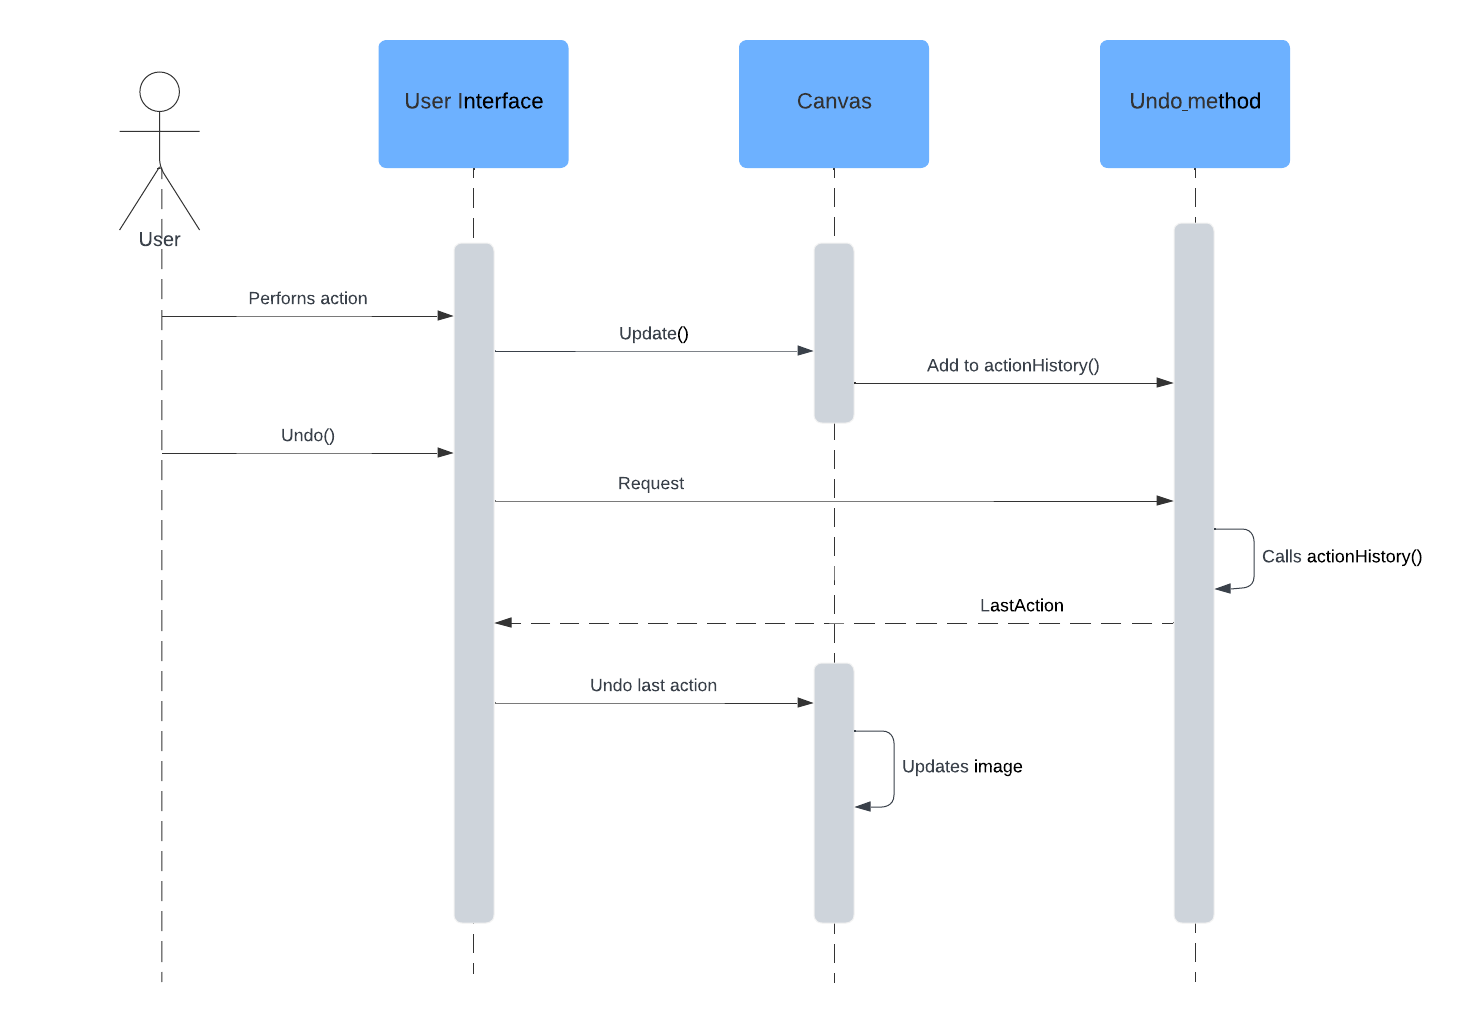 User Interface
Canvas
Undo_method
User
Perforns action
Update()
Add to actionHistory()
Undo()
Request
Calls actionHistory()
LastAction
Undo last action
Updates image